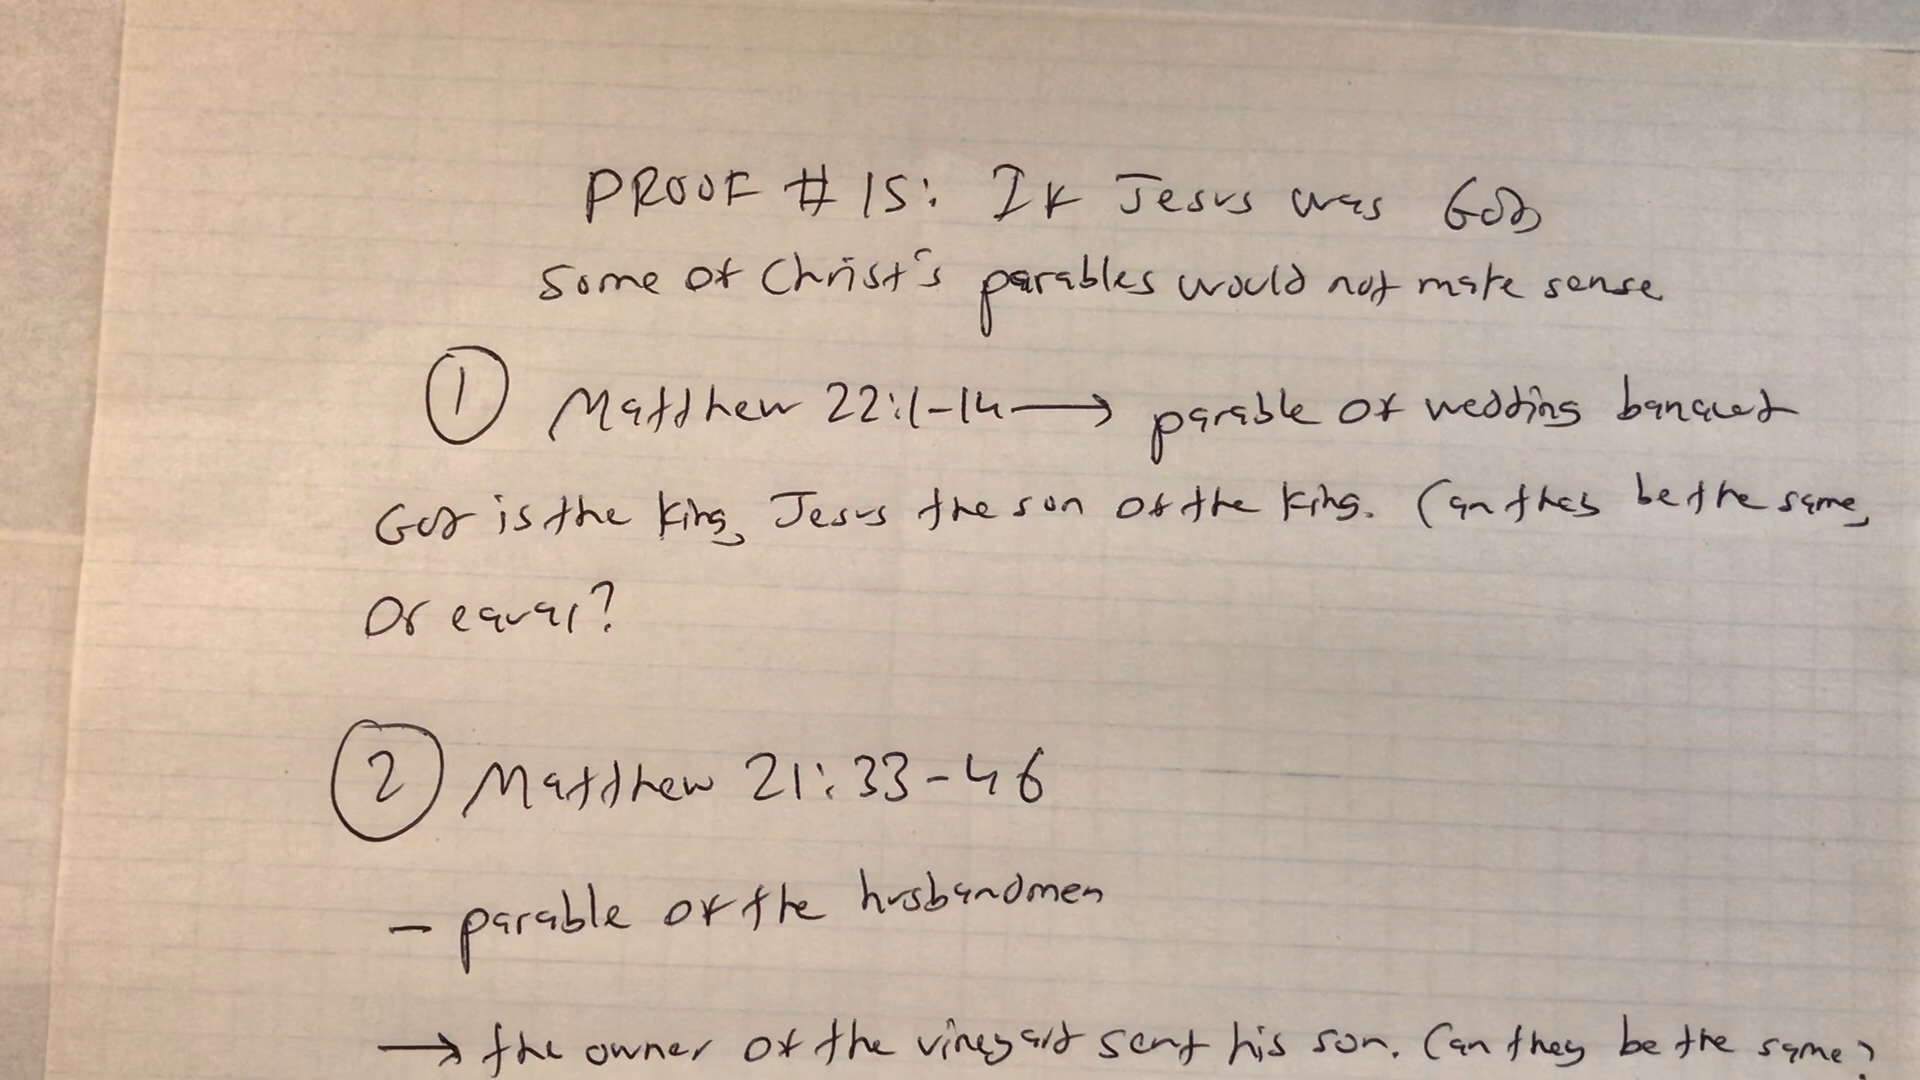 PROOF # 15: If Jesus was God
Some of Christ's parables would not make sense
1 Matthew 22:1-14 → parable of wedding banquet
God is the King, Jesus the son of the King. Can they be the same,
Or equal?
2 Matthew 21:33-46
- parable of the husbandmen
→ the owner of the vineyard sent his son. Can they be the same?